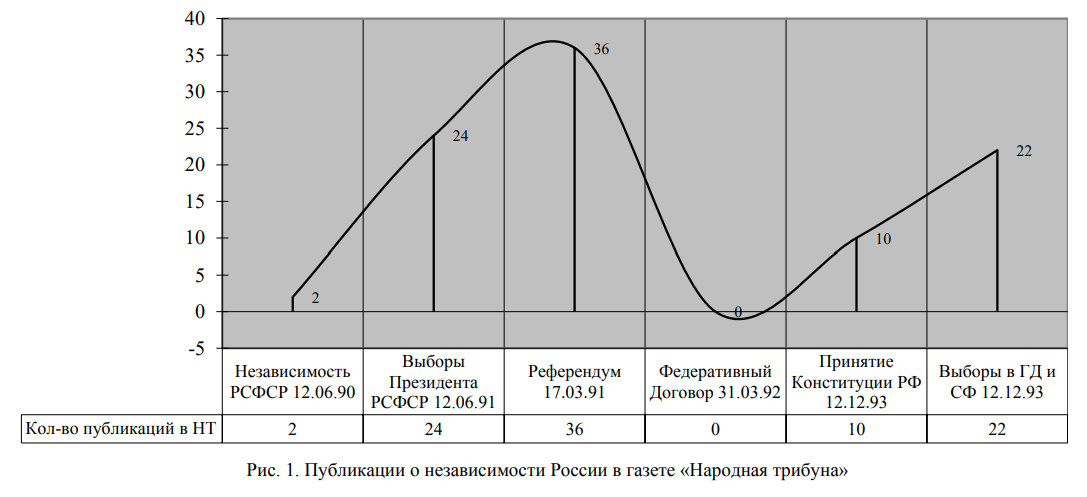 40
35
30
25
20
15
10
5
0
-5
2
24
36
0
10
22
Независимость
РСФСР 12.06.90
Выборы
Президента
РСФСР 12.06.91
Референдум
17.03.91
Федеративный
Договор 31.03.92
Принятие
Конституции РФ
12.12.93
Выборы в ГД и
СФ 12.12.93
Кол-во публикаций в НТ 2 24 36 0 10 22
Рис. 1. Публикации о независимости России в газете «Народная трибуна»